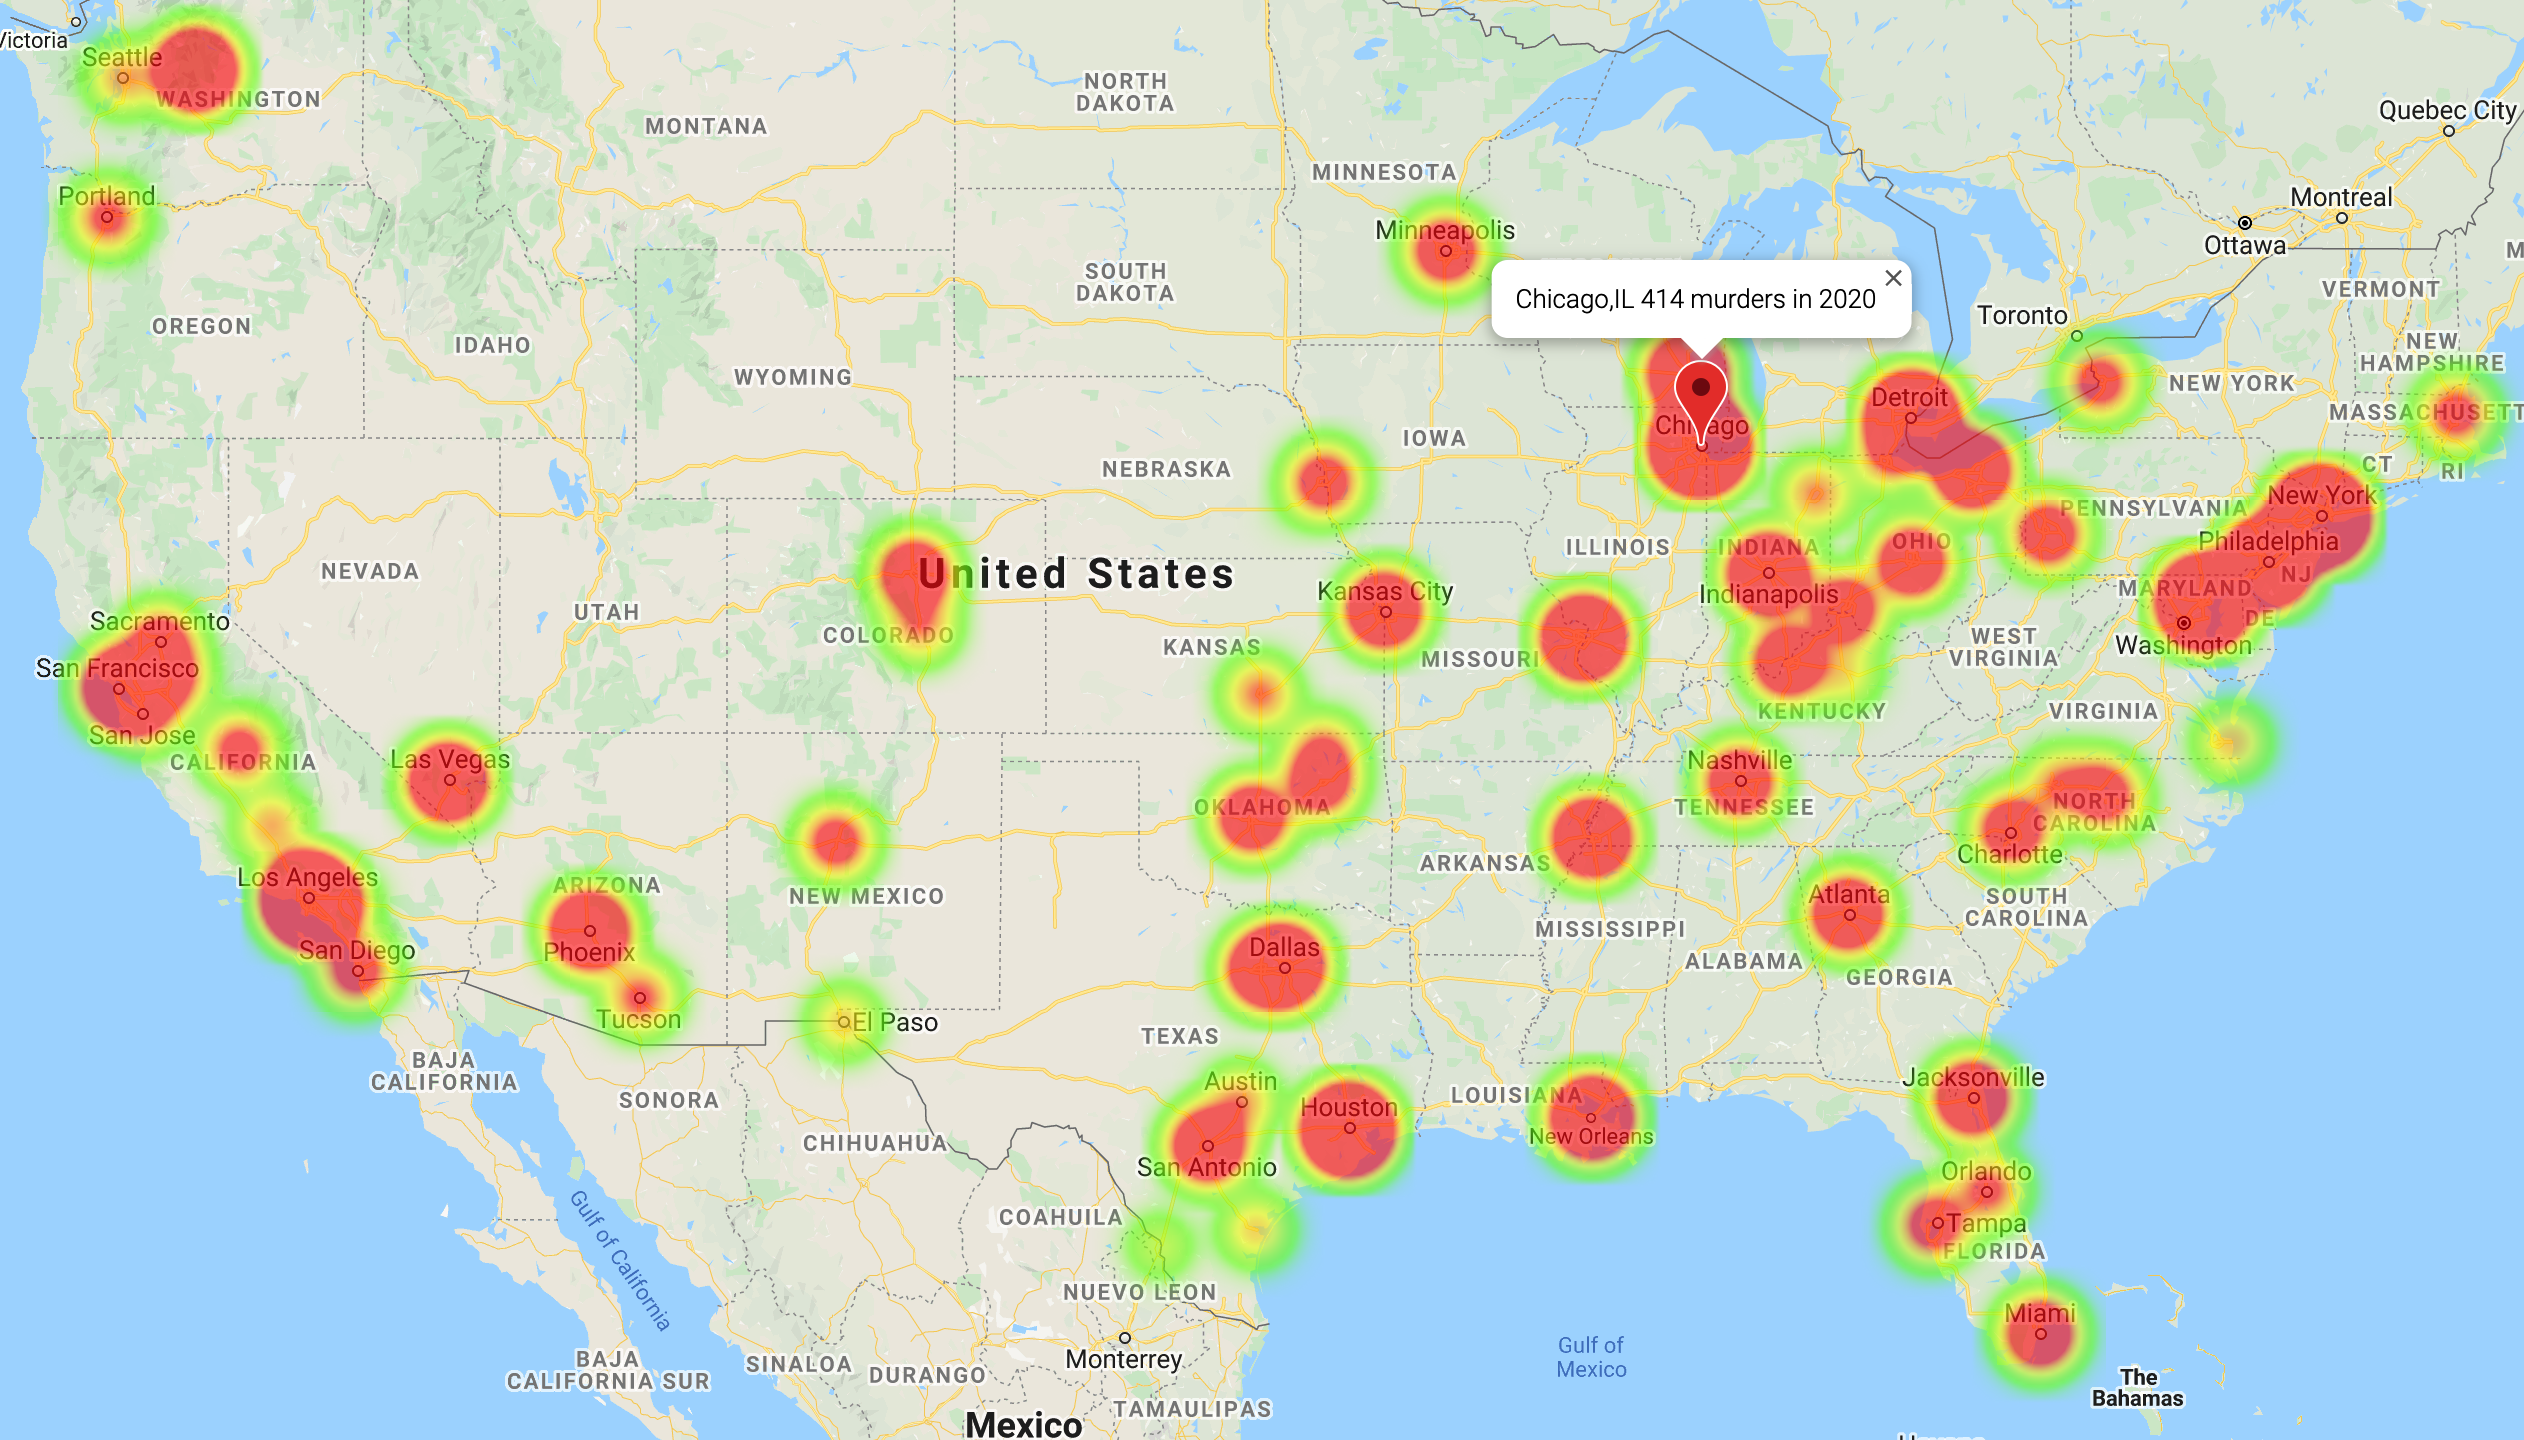 Victoria
Seattle
WASHINGTON
Portland
OREGON
MONTANA
IDAHO
WYOMING
NORTH
DAKOTA
SOUTH
DAKOTA
MINNESOTA
Minneapolis
Chicago,IL 414 murders in 2020
Chicago
Detroit
Toronto
Ottawa
Montreal
Quebec City
VERMONT
NEW
HAMPSHIRE
NEW YORK
MASSACHUSETT
CT
RI
IOWA
NEBRASKA
NEVADA
UTAH
United States
COLORADO
KANSAS
Kansas City
MISSOURI
ILLINOIS
INDIANA
Indianapolis
OHIO
PENNSYLVANIA
New York
Philadelphia
NJ
MARYLAND
DE
Washington
WEST
VIRGINIA
VIRGINIA
KENTUCKY
Sacramento
San Francisco
San Jose
CALIFORNIA
Las Vegas
Los Angeles
San Diego
ARIZONA
Phoenix
Tucson
NEW MEXICO
El Paso
OKLAHOMA
ARKANSAS
Nashville
TENNESSEE
NORTH
CAROLINA
Charlotte
SOUTH
CAROLINA
Atlanta
GEORGIA
ALABAMA
MISSISSIPPI
Dallas
TEXAS
Austin
San Antonio
Houston
LOUISIANA
New Orleans
Jacksonville
Orlando
Tampa
FLORIDA
Miami
BAJA
CALIFORNIA
SONORA
CHIHUAHUA
COAHUILA
NUEVO LEON
Gulf of California
BAJA
CALIFORNIA SUR
SINALOA
DURANGO
Monterrey
TAMAULIPAS
Mexico
Gulf of
Mexico
The
Bahamas